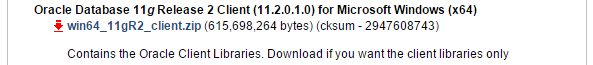 Oracle Database 11g Release 2 Client (11.2.0.1.0) for Microsoft Windows (x64)
win64_11gR2_client.zip (615,698,264 bytes) (cksum - 2947608743)
Contains the Oracle Client Libraries. Download if you want the client libraries only